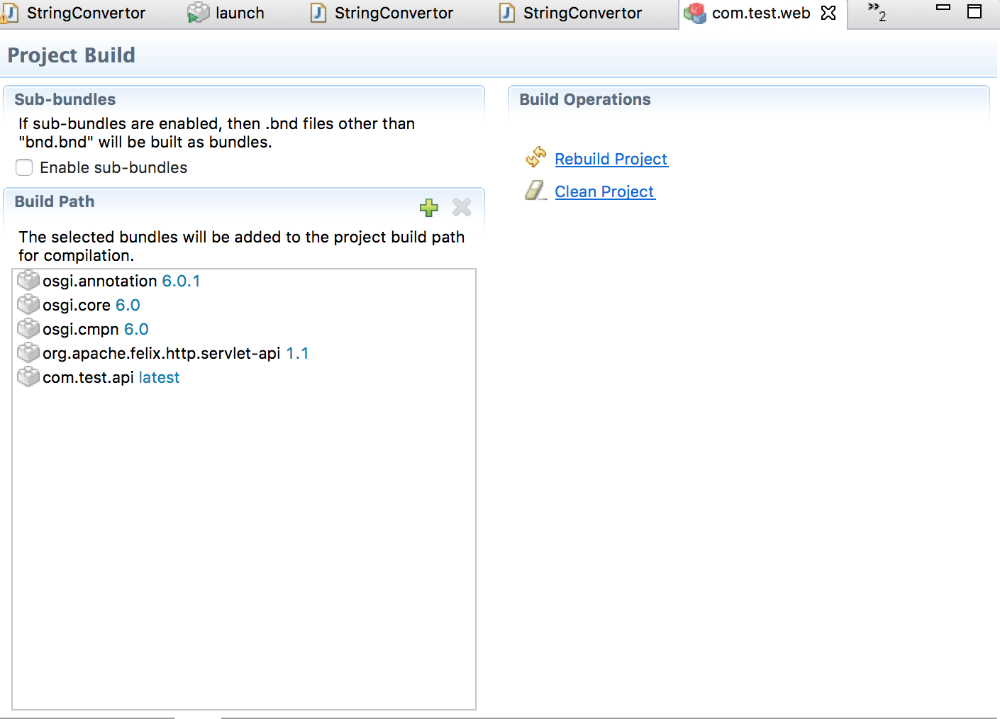 StringConvertor launch StringConvertor StringConvertor com.test.web »2
Project Build
Sub-bundles
If sub-bundles are enabled, then .bnd files other than
"bnd.bnd" will be built as bundles.
Enable sub-bundles
Build Path
The selected bundles will be added to the project build path
for compilation.
osgi.annotation 6.0.1
osgi.core 6.0
osgi.cmpn 6.0
org.apache.felix.http.servlet-api 1.1
com.test.api latest
Build Operations
Rebuild Project
Clean Project